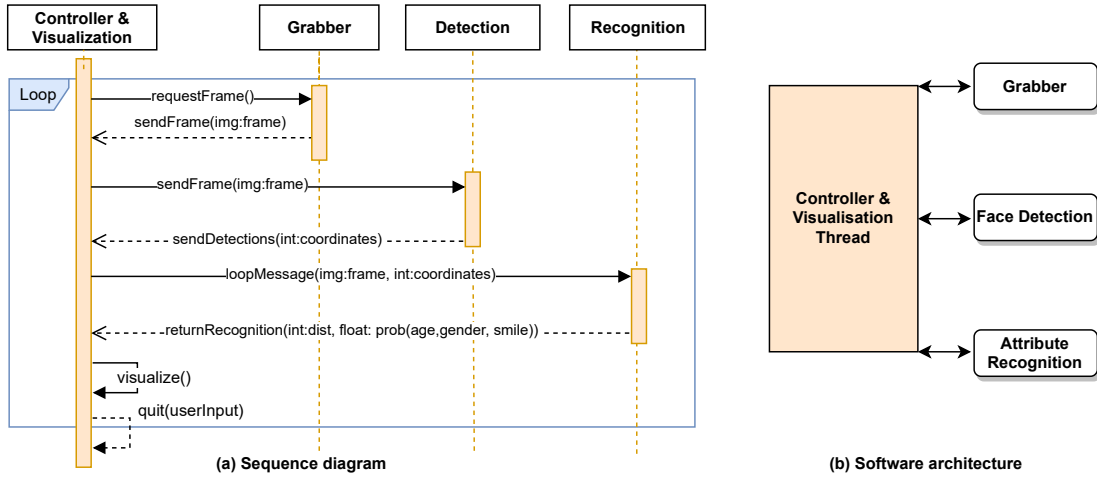 Controller &
Visualization
Grabber
Detection
Recognition
Loop
requestFrame()
sendFrame(img:frame)
sendFrame(img:frame)
sendDetections(int:coordinates)
loopMessage(img:frame, int:coordinates)
returnRecognition(int:dist, float: prob(age,gender, smile))
visualize()
quit(userInput)
(a) Sequence diagram
Controller &
Visualisation
Thread
Grabber
Face Detection
Attribute
Recognition
(b) Software architecture